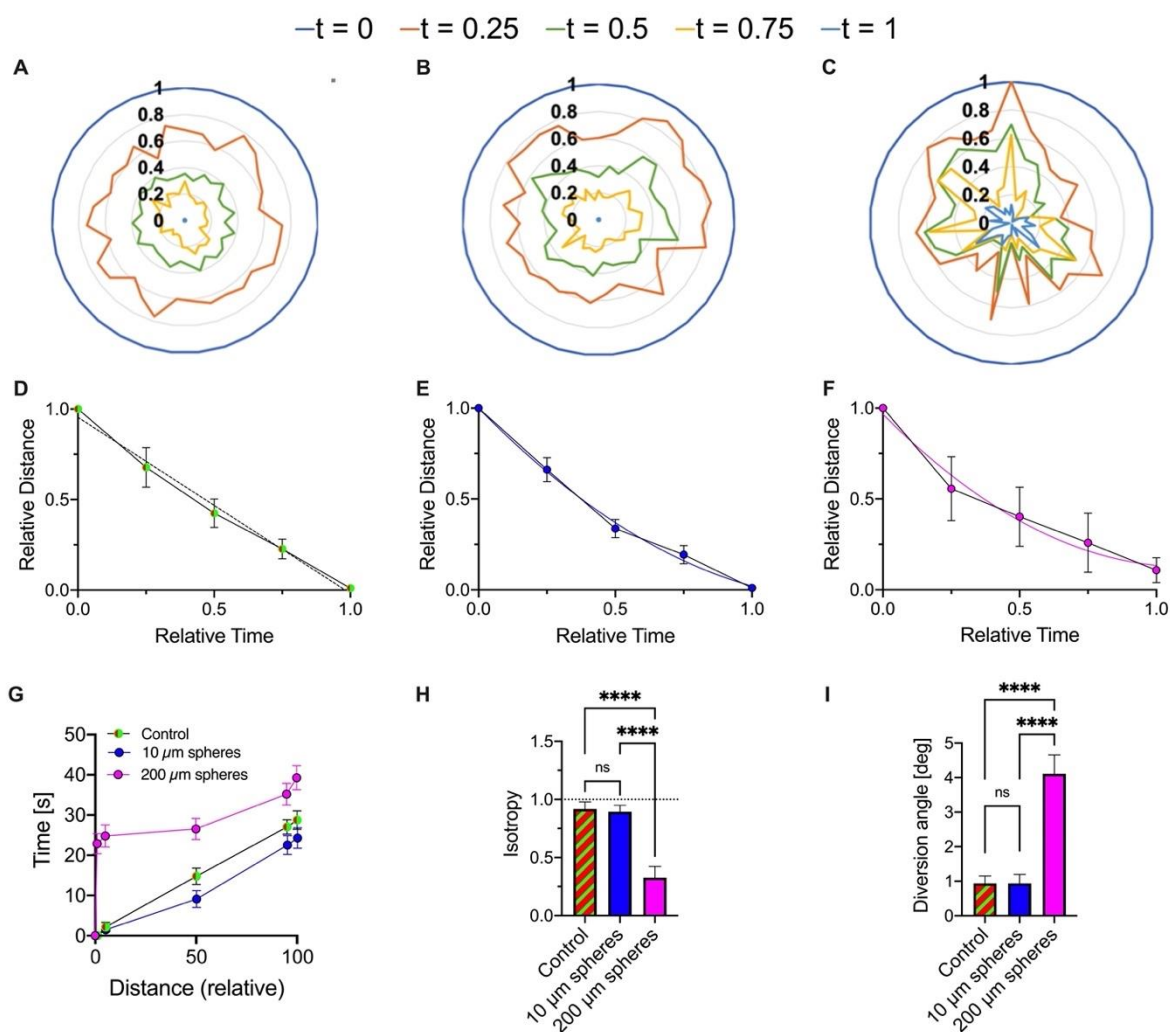 t = 0 t = 0.25 t = 0.5 t = 0.75 t = 1
A B C
1 1 1
0.8 0.8 0.8
0.6 0.6 0.6
0.4 0.4 0.4
0.2 0.2 0.2
0 0 0
D E F
1.0 1.0 1.0
Relative Distance Relative Distance Relative Distance
0.5 0.5 0.5
0.0 0.0 0.0
0.0 0.5 1.0 0.0 0.5 1.0 0.0 0.5 1.0
Relative Time Relative Time Relative Time
G
50
40
30
20
10
0
Time [s]
Control
10 µm spheres
200 µm spheres
0 50 100
Distance (relative)
H
****
****
ns
1.5
1.0
0.5
0.0
Isotropy
Control
10 µm spheres
200 µm spheres
I
****
****
ns
5
4
3
2
1
0
Diversion angle [deg]
Control
10 µm spheres
200 µm spheres